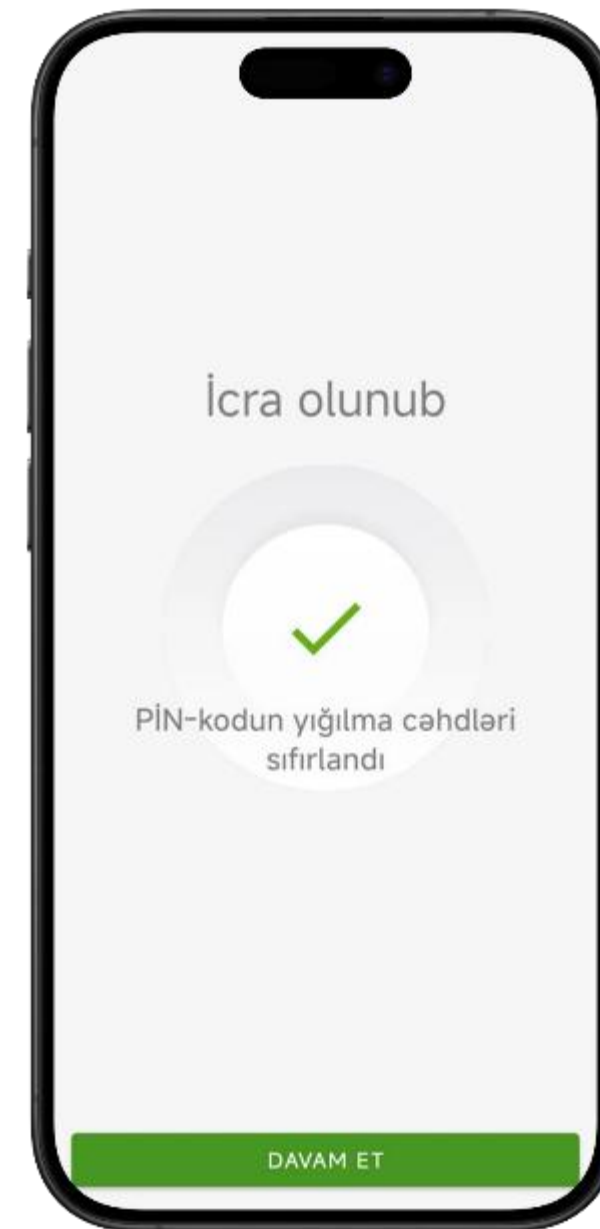 İcra olunub
PİN-kodun yığılma cəhdləri
sıfırlandı
DAVAM ET